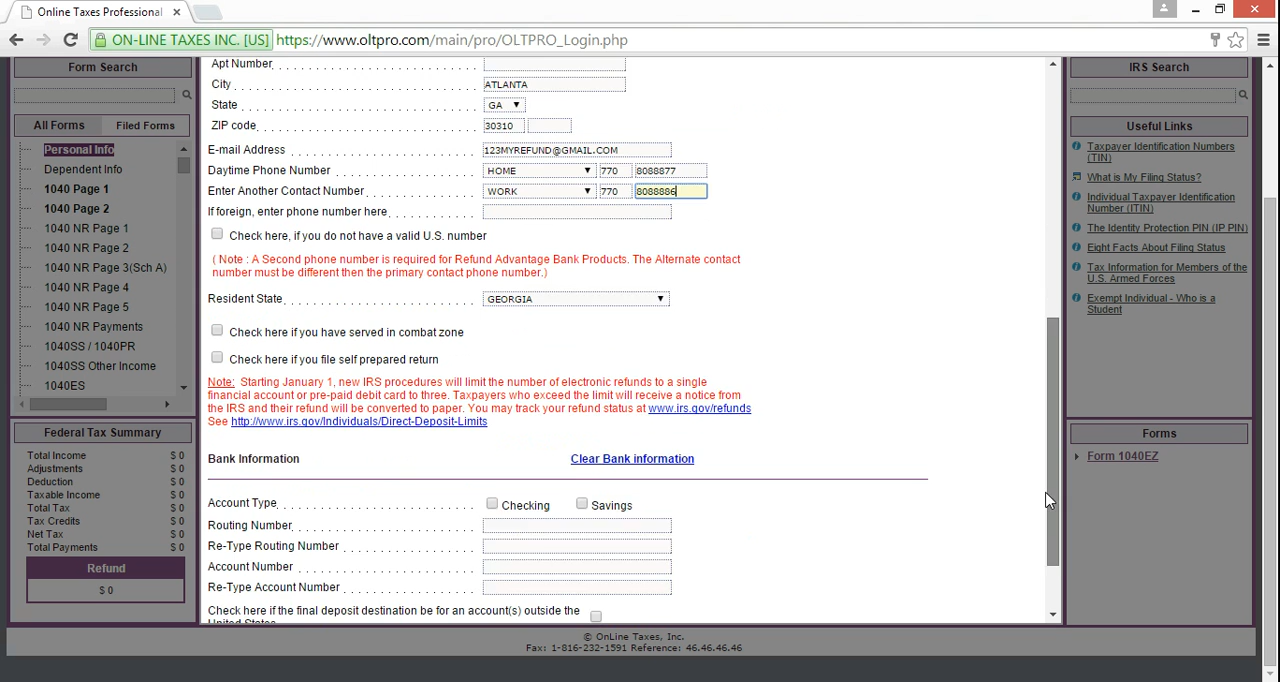 Online Taxes Professional
ON-LINE TAXES INC. [US] https://www.oltpro.com/main/pro/OLTPRO_Login.php
Form Search
All Forms Filed Forms
Personal Info
Dependent Info
1040 Page 1
1040 Page 2
1040 NR Page 1
1040 NR Page 2
1040 NR Page 3(Sch A)
1040 NR Page 4
1040 NR Page 5
1040 NR Payments
1040SS / 1040PR
1040SS Other Income
1040ES
Federal Tax Summary
Total Income $ 0
Adjustments $ 0
Deduction $ 0
Taxable Income $ 0
Total Tax $ 0
Tax Credits $ 0
Net Tax $ 0
Total Payments $ 0
Refund
$ 0
Apt Number
City ATLANTA
State GA
ZIP code 30310
E-mail Address 123MYREFUND@GMAIL.COM
Daytime Phone Number HOME 770 8088877
Enter Another Contact Number WORK 770 8088886
If foreign, enter phone number here
Check here, if you do not have a valid U.S. number
( Note : A Second phone number is required for Refund Advantage Bank Products. The Alternate contact
number must be different then the primary contact phone number.)
Resident State GEORGIA
Check here if you have served in combat zone
Check here if you file self prepared return
Note: Starting January 1, new IRS procedures will limit the number of electronic refunds to a single
financial account or pre-paid debit card to three. Taxpayers who exceed the limit will receive a notice from
the IRS and their refund will be converted to paper. You may track your refund status at www.irs.gov/refunds
See http://www.irs.gov/Individuals/Direct-Deposit-Limits
Bank Information Clear Bank information
Account Type Checking Savings
Routing Number
Re-Type Routing Number
Account Number
Re-Type Account Number
Check here if the final deposit destination be for an account(s) outside the
United States
IRS Search
Useful Links
Taxpayer Identification Numbers
(TIN)
What is My Filing Status?
Individual Taxpayer Identification
Number (ITIN)
The Identity Protection PIN (IP PIN)
Eight Facts About Filing Status
Tax Information for Members of the
U.S. Armed Forces
Exempt Individual - Who is a
Student
Forms
Form 1040EZ
© OnLine Taxes, Inc.
Fax: 1-816-232-1591 Reference: 46.46.46.46